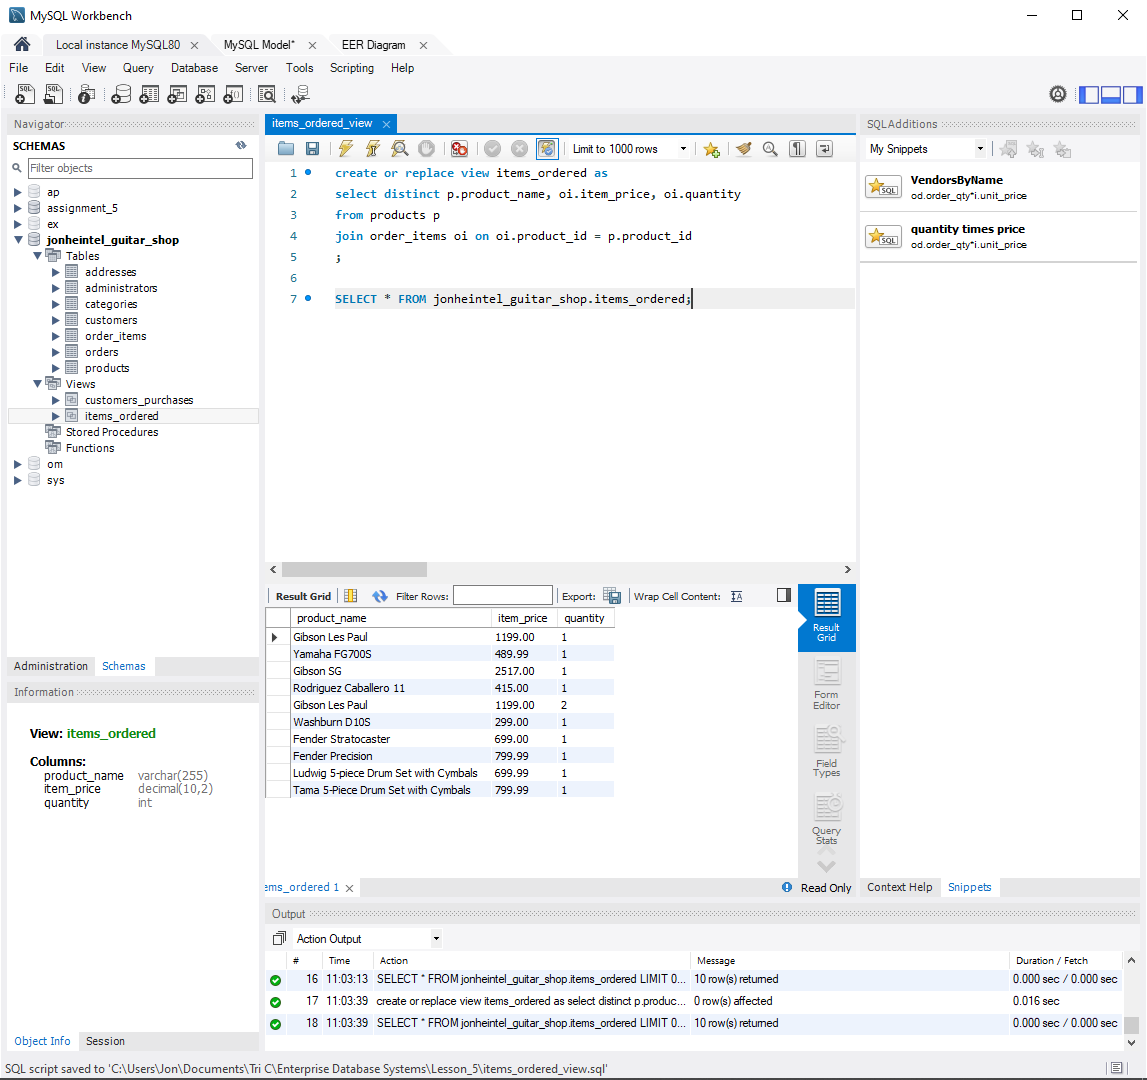 MySQL Workbench
Local instance MySQL80
MySQL Model*
EER Diagram
File Edit View Query Database Server Tools Scripting Help
Navigator
SCHEMAS
Filter objects
ap
assignment_5
ex
jonheintel_guitar_shop
Tables
addresses
administrators
categories
customers
order_items
orders
products
Views
customers_purchases
items_ordered
Stored Procedures
Functions
om
sys
Administration Schemas
Information
View: items_ordered
Columns:
product_name varchar(255)
item_price decimal(10,2)
quantity int
Object Info Session
items_ordered_view
Limit to 1000 rows
1 create or replace view items_ordered as
2 select distinct p.product_name, oi.item_price, oi.quantity
3 from products p
4 join order_items oi on oi.product_id = p.product_id
5 ;
6
7 SELECT * FROM jonheintel_guitar_shop.items_ordered;
Result Grid Filter Rows: Export: Wrap Cell Content:
product_name item_price quantity
Gibson Les Paul 1199.00 1
Yamaha FG700S 489.99 1
Gibson SG 2517.00 1
Rodriguez Caballero 11 415.00 1
Gibson Les Paul 1199.00 2
Washburn D10S 299.00 1
Fender Stratocaster 699.00 1
Fender Precision 799.99 1
Ludwig 5-piece Drum Set with Cymbals 699.99 1
Tama 5-Piece Drum Set with Cymbals 799.99 1
Result
Grid
Form
Editor
Field
Types
Query
Stats
ems_ordered 1
Read Only
SQLAdditions
My Snippets
SQL
VendorsByName
od.order_qty*i.unit_price
SQL
quantity times price
od.order_qty*i.unit_price
Context Help Snippets
Output
Action Output
# Time Action Message Duration / Fetch
16 11:03:13 SELECT * FROM jonheintel_guitar_shop.items_ordered LIMIT 0... 10 row(s) returned 0.000 sec / 0.000 sec
17 11:03:39 create or replace view items_ordered as select distinct p.produc... 0 row(s) affected 0.016 sec
18 11:03:39 SELECT * FROM jonheintel_guitar_shop.items_ordered LIMIT 0... 10 row(s) returned 0.000 sec / 0.000 sec
SQL script saved to 'C:\Users\Jon\Documents\Tri C\Enterprise Database Systems\Lesson_5\items_ordered_view.sql'